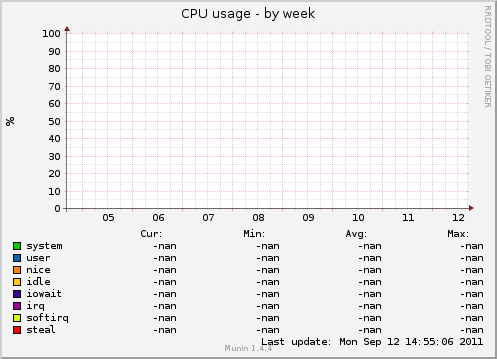 CPU usage - by week
RRDTOOL / TOBI OETIKER
%
100
90
80
70
60
50
40
30
20
10
0
05 06 07 08 09 10 11 12
Cur: Min: Avg: Max:
system -nan -nan -nan -nan
user -nan -nan -nan -nan
nice -nan -nan -nan -nan
idle -nan -nan -nan -nan
iowait -nan -nan -nan -nan
irq -nan -nan -nan -nan
softirq -nan -nan -nan -nan
steal -nan -nan -nan -nan
Last update: Mon Sep 12 14:55:06 2011
Munin 1.4.4